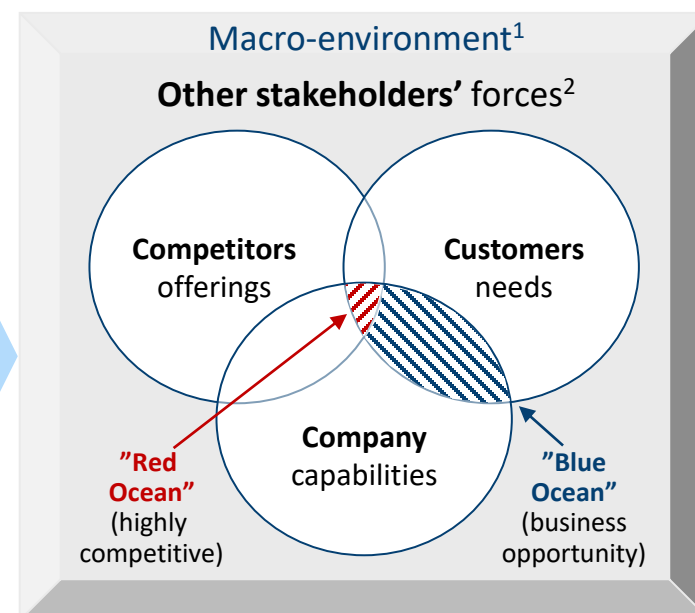 Macro-environment¹
Other stakeholders’ forces²
Competitors
offerings
Customers
needs
Company
capabilities
”Red
Ocean”
(highly
competitive)
”Blue
Ocean”
(business
opportunity)